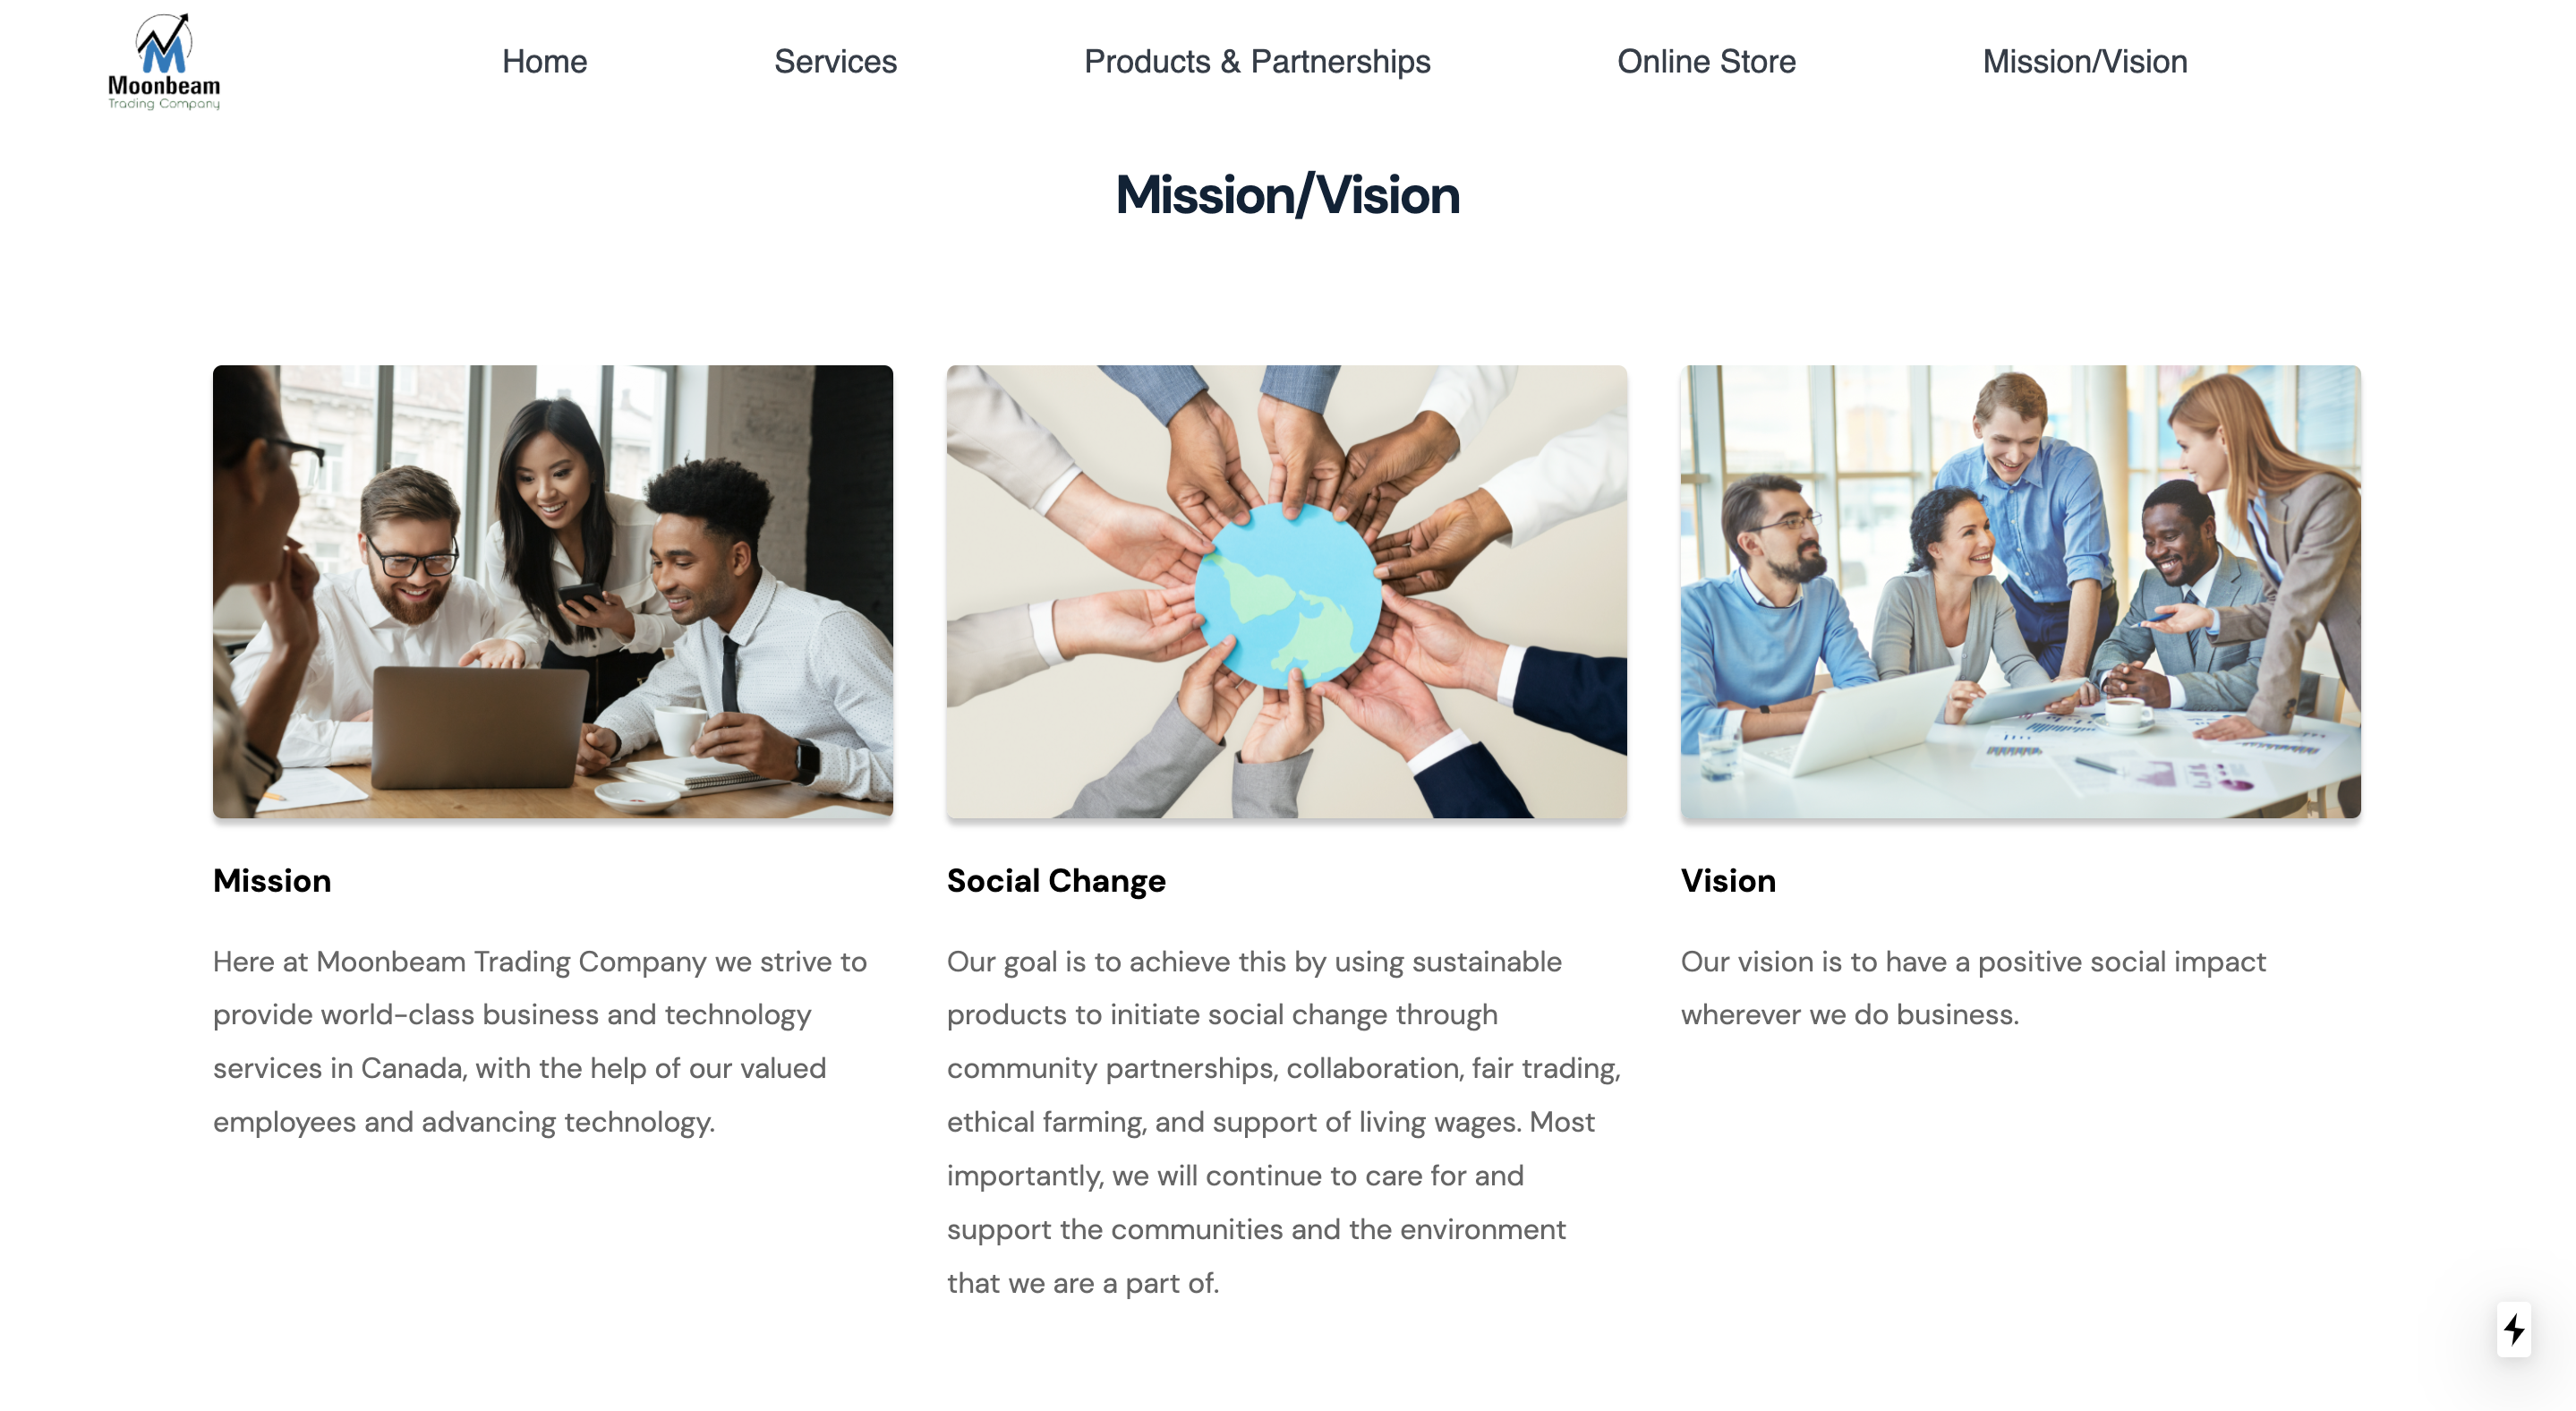 Moonbeam
Trading Company
Home
Services
Products & Partnerships
Online Store
Mission/Vision
Mission/Vision
Mission
Here at Moonbeam Trading Company we strive to
provide world-class business and technology
services in Canada, with the help of our valued
employees and advancing technology.
Social Change
Our goal is to achieve this by using sustainable
products to initiate social change through
community partnerships, collaboration, fair trading,
ethical farming, and support of living wages. Most
importantly, we will continue to care for and
support the communities and the environment
that we are a part of.
Vision
Our vision is to have a positive social impact
wherever we do business.